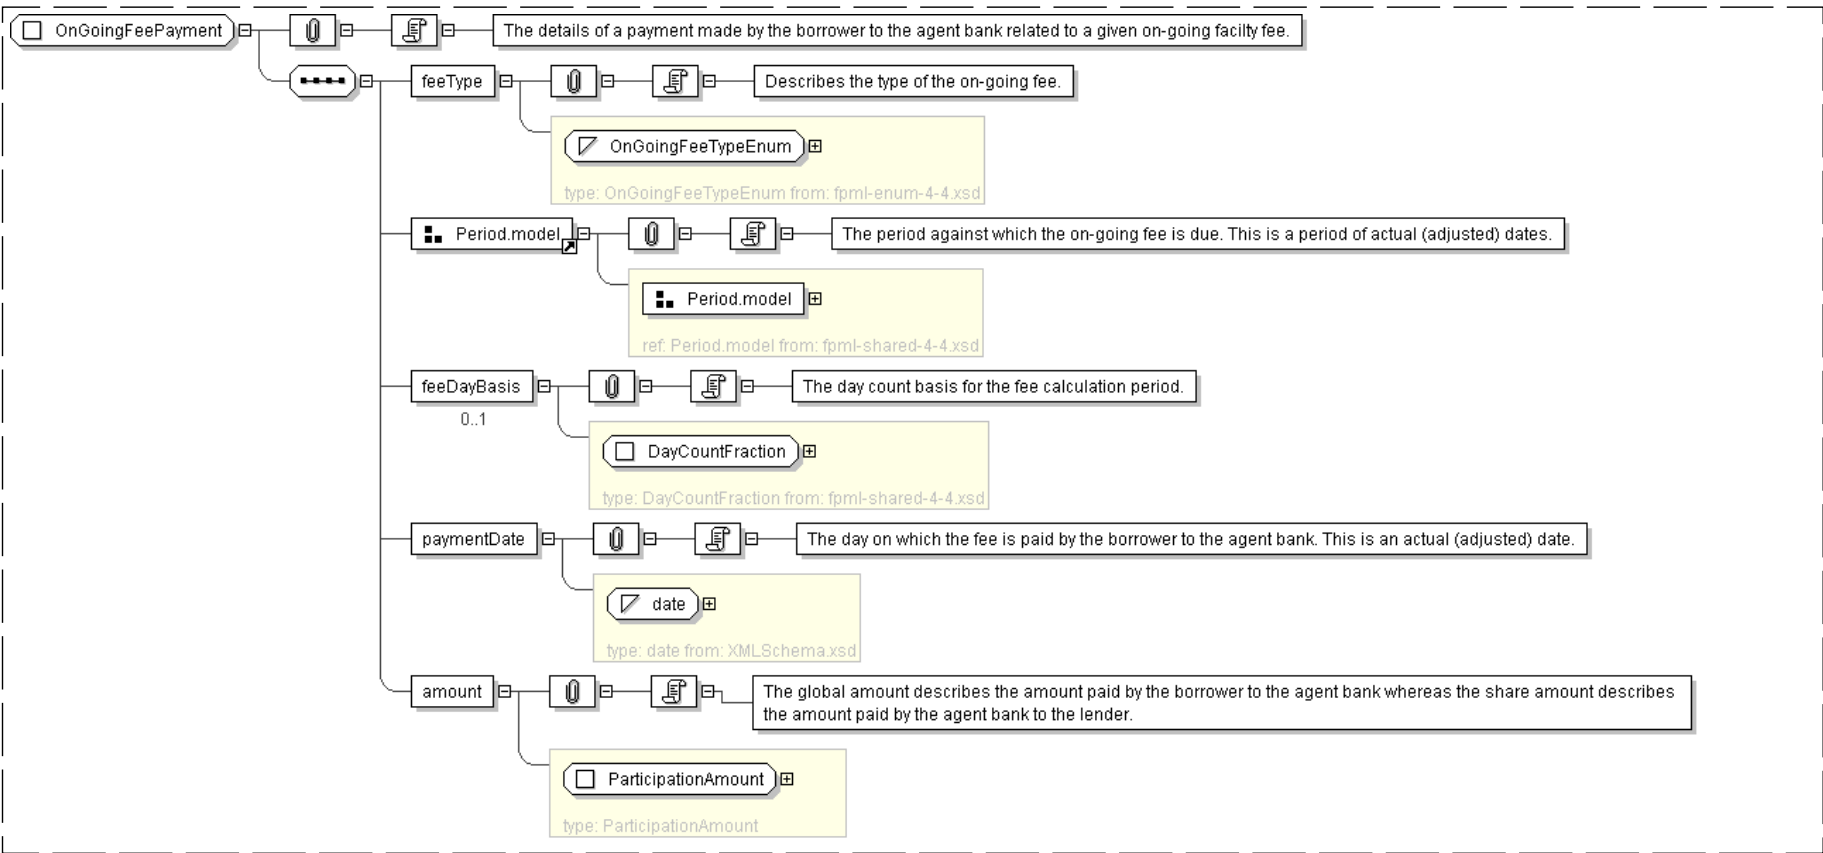 OnGoingFeePayment
The details of a payment made by the borrower to the agent bank related to a given on-going facilty fee.
feeType
Describes the type of the on-going fee.
OnGoingFeeTypeEnum
type: OnGoingFeeTypeEnum from: fpml-enum-4-4.xsd
Period.model
The period against which the on-going fee is due. This is a period of actual (adjusted) dates.
Period.model
ref: Period.model from: fpml-shared-4-4.xsd
feeDayBasis
The day count basis for the fee calculation period.
0..1
DayCountFraction
type: DayCountFraction from: fpml-shared-4-4.xsd
paymentDate
The day on which the fee is paid by the borrower to the agent bank. This is an actual (adjusted) date.
date
type: date from: XMLSchema.xsd
amount
The global amount describes the amount paid by the borrower to the agent bank whereas the share amount describes
the amount paid by the agent bank to the lender.
ParticipationAmount
type: ParticipationAmount